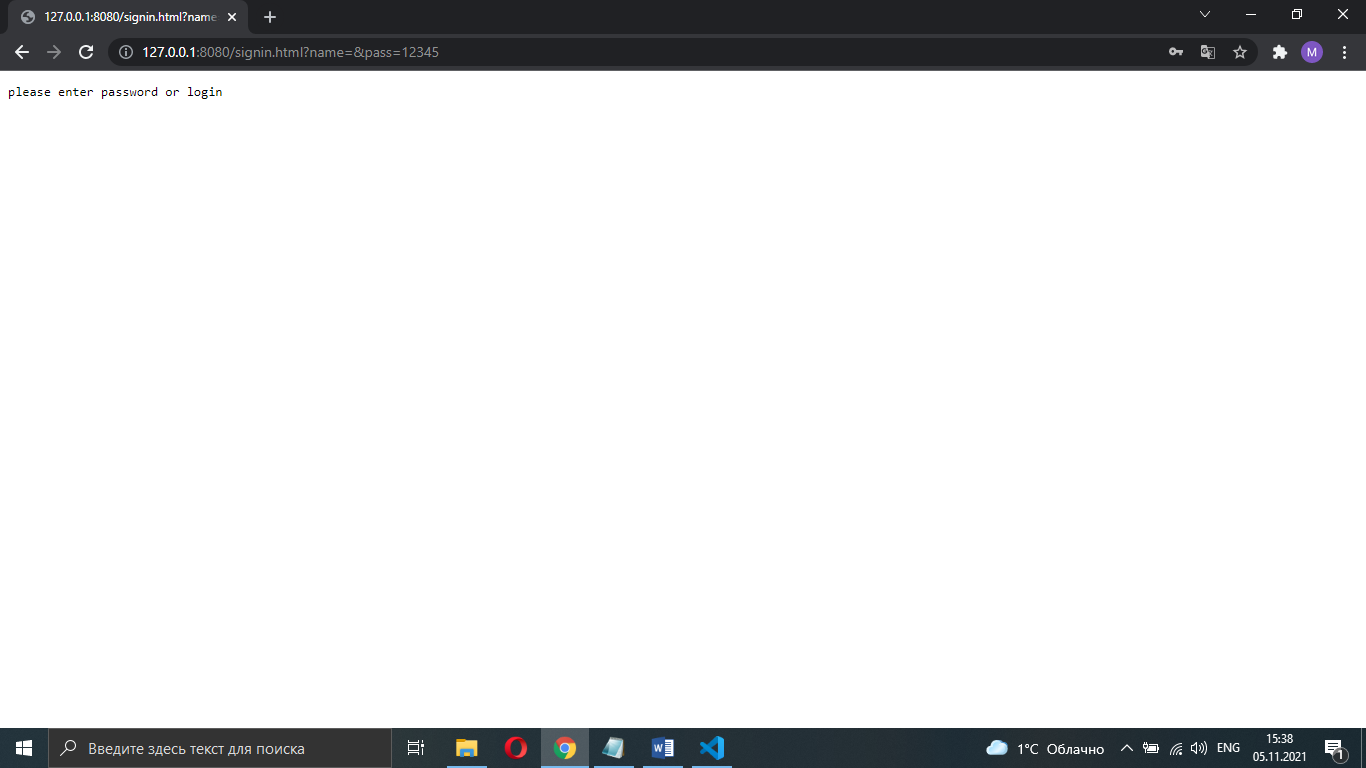 127.0.0.1:8080/signin.html?name
127.0.0.1:8080/signin.html?name=&pass=12345
M
please enter password or login
Введите здесь текст для поиска
1°C Облачно
ENG
15:38
05.11.2021
1